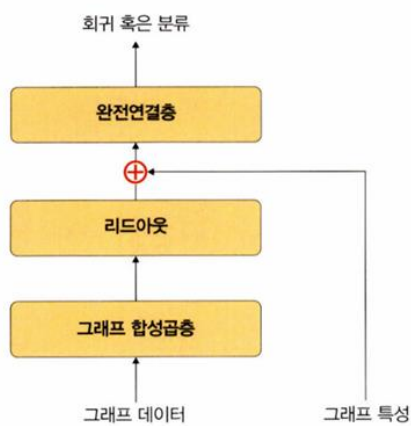 회귀 혹은 분류
완전연결층
리드아웃
그래프 합성곱층
그래프 데이터
그래프 특성